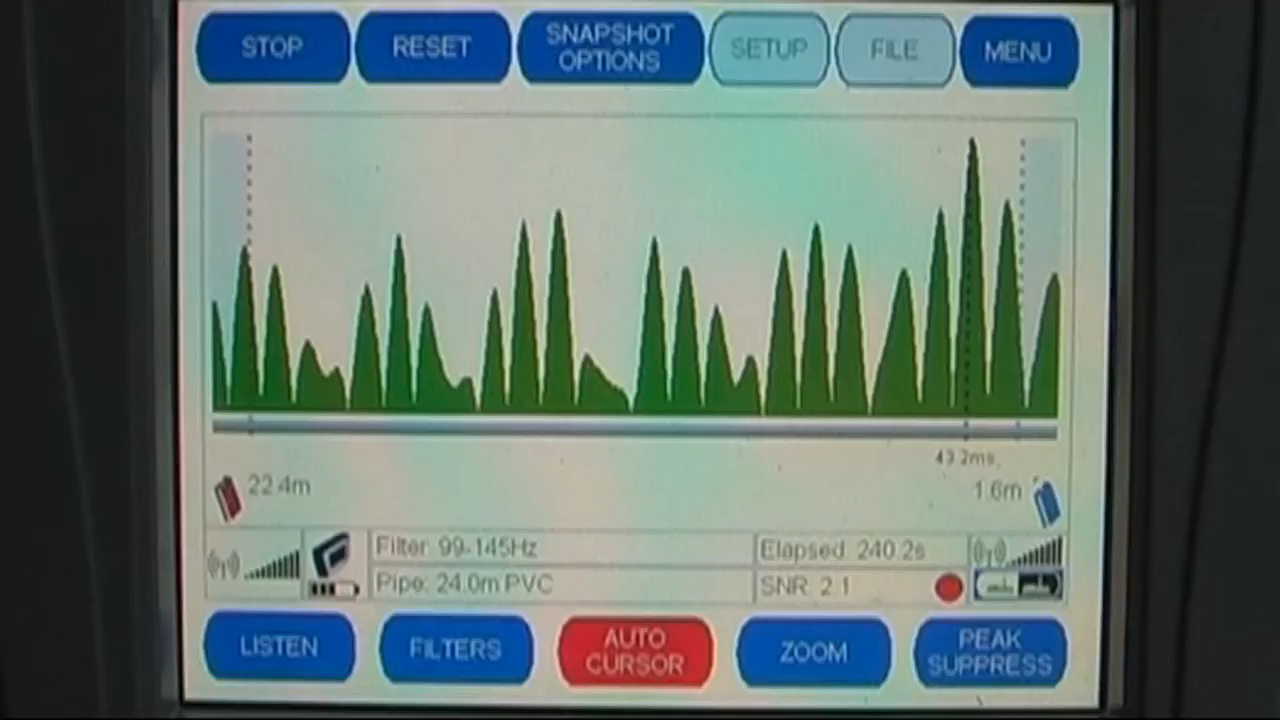 STOP
RESET
SNAPSHOT
OPTIONS
SETUP
FILE
MENU
43.2ms
22.4m
1.6m
Filter: 99-145Hz
Elapsed: 240.2s
Pipe: 24.0m PVC
SNR: 2.1
LISTEN
FILTERS
AUTO
CURSOR
ZOOM
PEAK
SUPPRESS